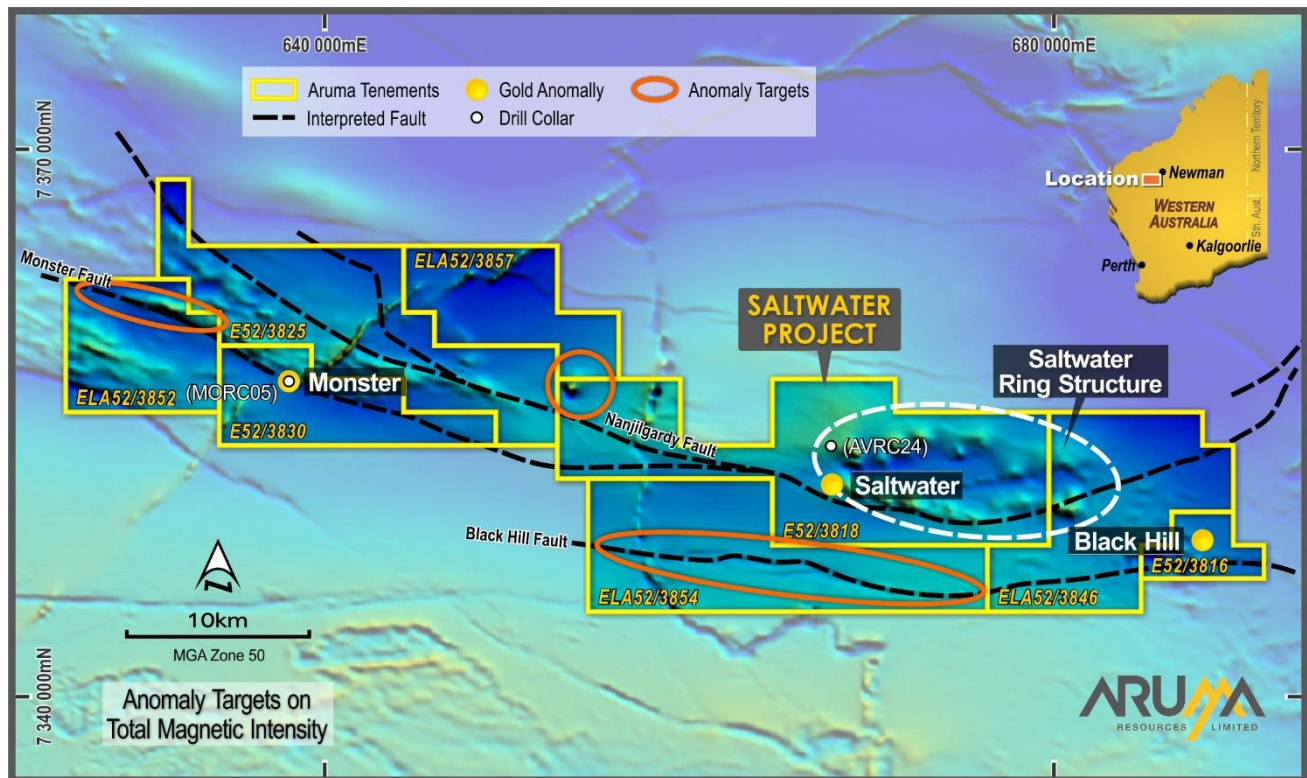 640 000mE
680 000mE
Aruma Tenements
Gold Anomally
Anomaly Targets
Interpreted Fault
Drill Collar
7 370 000mN
Northern Territory
Sth. Aust.
Location
Newman
WESTERN
AUSTRALIA
Kalgoorlie
Perth
Monster Fault
ELA52/3857
E52/3825
SALTWATER
PROJECT
Saltwater
Ring Structure
(MORC05)
Monster
ELA52/3852
E52/3830
Nanjilgardy Fault
(AVRC24)
Saltwater
E52/3818
Black Hill Fault
Black Hill
E52/3816
ELA52/3854
ELA52/3846
N
10km
MGA Zone 50
Anomaly Targets on
Total Magnetic Intensity
7 340 000mN
ARUMA
RESOURCES LIMITED